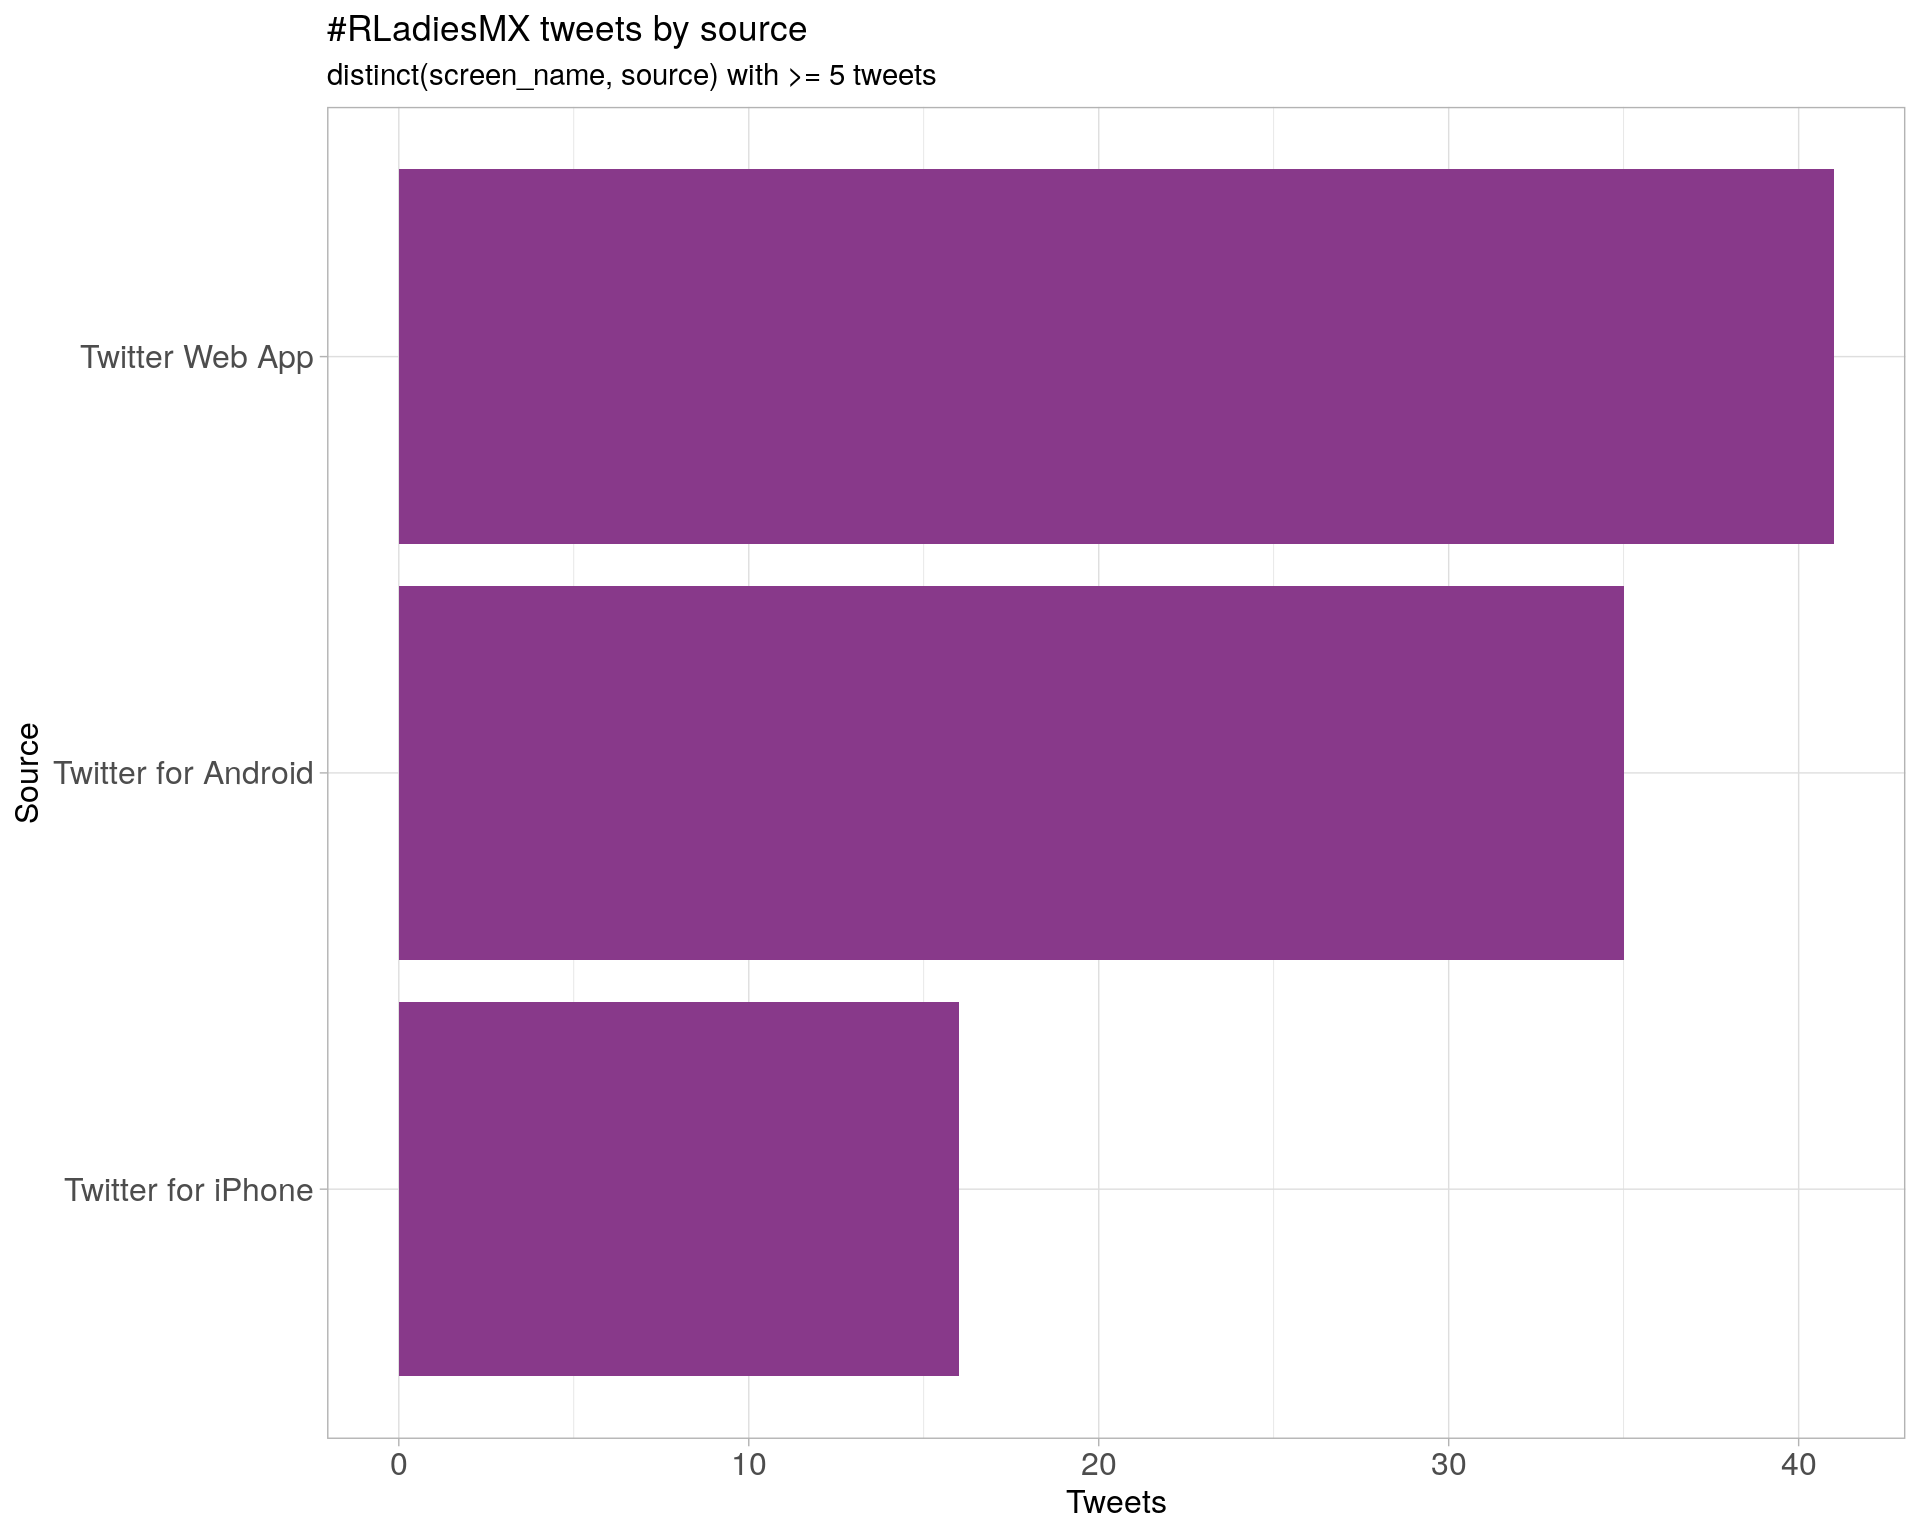 #RLadiesMX tweets by source
distinct(screen_name, source) with >= 5 tweets
Source
Twitter Web App
Twitter for Android
Twitter for iPhone
0 10 20 30 40
Tweets